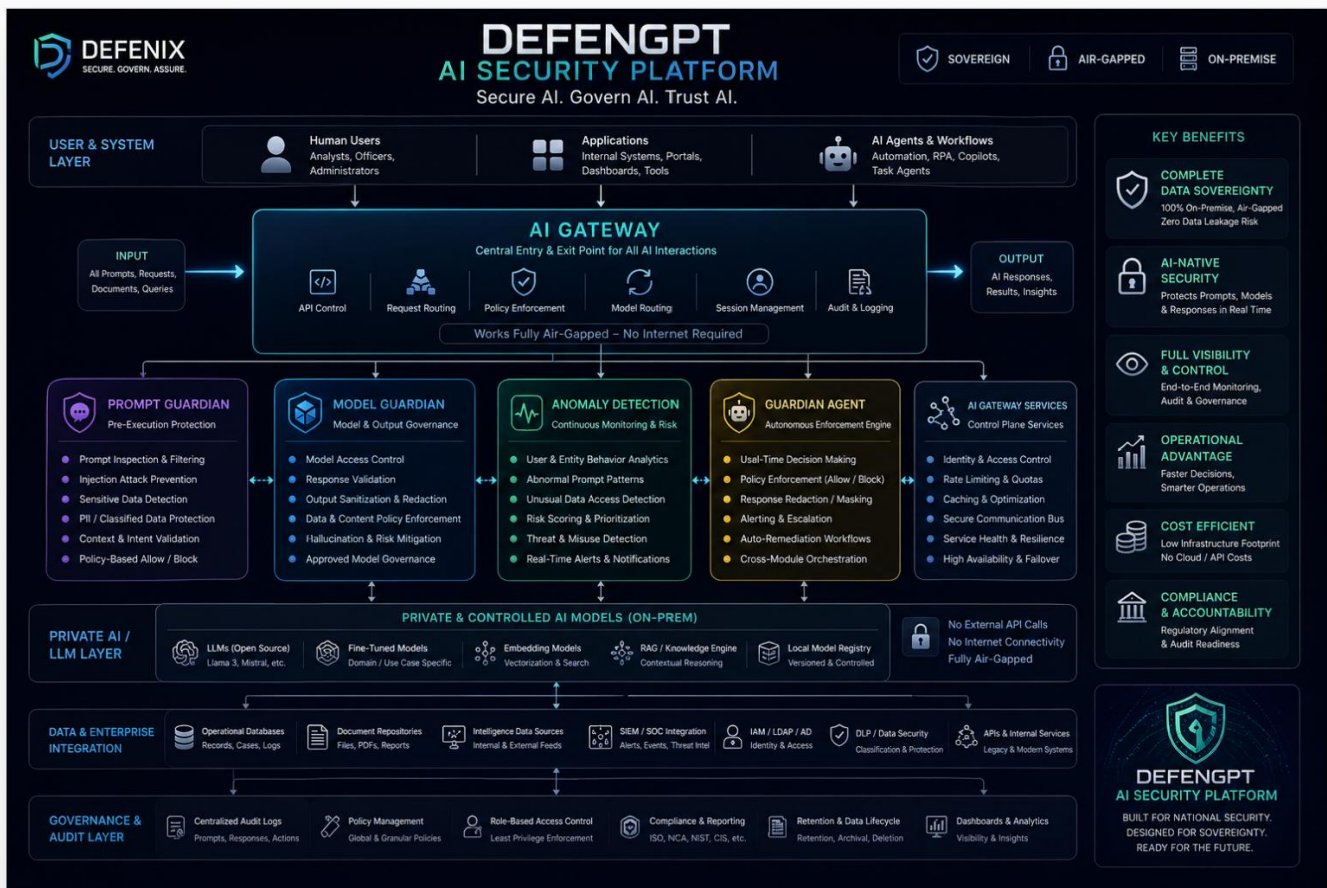 DEFENIX
SECURE. GOVERN. ASSURE.
DEFENGPT
AI SECURITY PLATFORM
Secure AI. Govern AI. Trust AI.
SOVEREIGN
AIR-GAPPED
ON-PREMISE
USER & SYSTEM
LAYER
Human Users
Analysts, Officers,
Administrators
Applications
Internal Systems, Portals,
Dashboards, Tools
AI Agents & Workflows
Automation, RPA, Copilots,
Task Agents
INPUT
All Prompts, Requests,
Documents, Queries
AI GATEWAY
Central Entry & Exit Point for All AI Interactions
API Control
Request Routing
Policy Enforcement
Model Routing
Session Management
Audit & Logging
Works Fully Air-Gapped – No Internet Required
OUTPUT
AI Responses,
Results, Insights
PROMPT GUARDIAN
Pre-Execution Protection
Prompt Inspection & Filtering
Injection Attack Prevention
Sensitive Data Detection
PII / Classified Data Protection
Context & Intent Validation
Policy-Based Allow / Block
MODEL GUARDIAN
Model & Output Governance
Model Access Control
Response Validation
Output Sanitization & Redaction
Data & Content Policy Enforcement
Hallucination & Risk Mitigation
Approved Model Governance
ANOMALY DETECTION
Continuous Monitoring & Risk
User & Entity Behavior Analytics
Abnormal Prompt Patterns
Unusual Data Access Detection
Risk Scoring & Prioritization
Threat & Misuse Detection
Real-Time Alerts & Notifications
GUARDIAN AGENT
Autonomous Enforcement Engine
Usel-Time Decision Making
Policy Enforcement (Allow / Block)
Response Redaction / Masking
Alerting & Escalation
Auto-Remediation Workflows
Cross-Module Orchestration
AI GATEWAY SERVICES
Control Plane Services
Identity & Access Control
Rate Limiting & Quotas
Caching & Optimization
Secure Communication Bus
Service Health & Resilience
High Availability & Failover
PRIVATE AI /
LLM LAYER
PRIVATE & CONTROLLED AI MODELS (ON-PREM)
LLMs (Open Source)
Llama 3, Mistral, etc.
Fine-Tuned Models
Domain / Use Case Specific
Embedding Models
Vectorization & Search
RAG / Knowledge Engine
Contextual Reasoning
Local Model Registry
Versioned & Controlled
No External API Calls
No Internet Connectivity
Fully Air-Gapped
DATA & ENTERPRISE
INTEGRATION
Operational Databases
Records, Cases, Logs
Document Repositories
Files, PDFs, Reports
Intelligence Data Sources
Internal & External Feeds
SIEM / SOC Integration
Alerts, Events, Threat Intel
IAM / LDAP / AD
Identity & Access
DLP / Data Security
Classification & Protection
APIs & Internal Services
Legacy & Modern Systems
GOVERNANCE &
AUDIT LAYER
Centralized Audit Logs
Prompts, Responses, Actions
Policy Management
Global & Granular Policies
Role-Based Access Control
Least Privilege Enforcement
Compliance & Reporting
ISO, NCA, NIST, CIS, etc.
Retention & Data Lifecycle
Retention, Archival, Deletion
Dashboards & Analytics
Visibility & Insights
KEY BENEFITS
COMPLETE
DATA SOVEREIGNTY
100% On-Premise, Air-Gapped
Zero Data Leakage Risk
AI-NATIVE
SECURITY
Protects Prompts, Models
& Responses in Real Time
FULL VISIBILITY
& CONTROL
End-to-End Monitoring,
Audit & Governance
OPERATIONAL
ADVANTAGE
Faster Decisions,
Smarter Operations
COST EFFICIENT
Low Infrastructure Footprint
No Cloud / API Costs
COMPLIANCE
& ACCOUNTABILITY
Regulatory Alignment
& Audit Readiness
DEFENGPT
AI SECURITY PLATFORM
BUILT FOR NATIONAL SECURITY.
DESIGNED FOR SOVEREIGNTY.
READY FOR THE FUTURE.